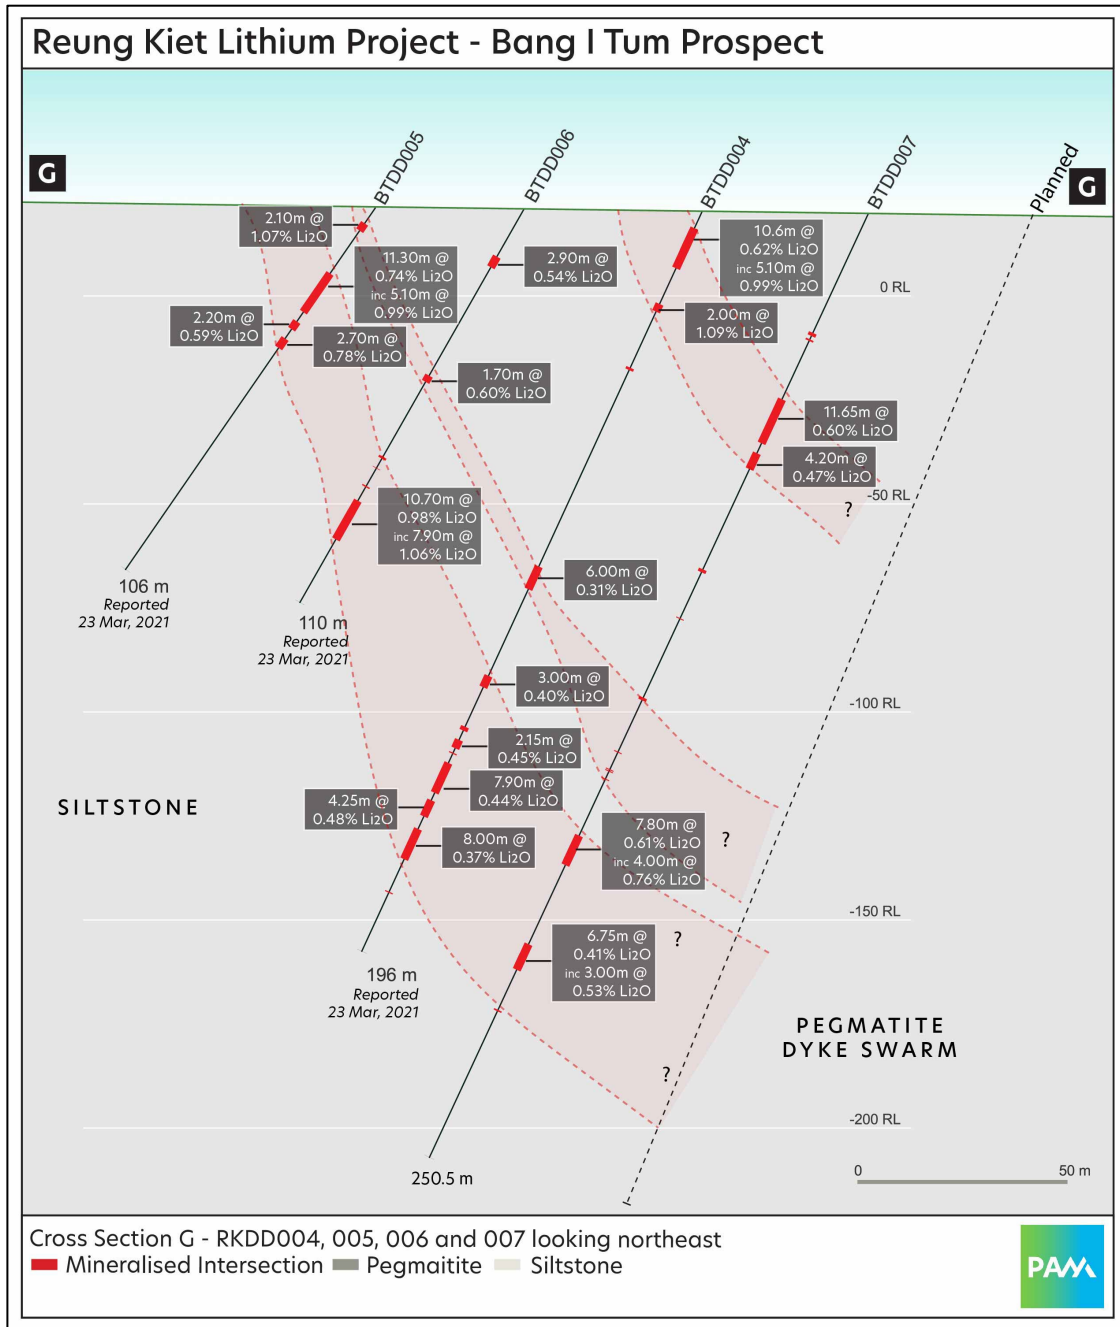 Reung Kiet Lithium Project - Bang I Tum Prospect
G
BTDD005
BTDD006
BTDD004
BTDD007
Planned
G
2.10m @
1.07% Li2O
11.30m @
0.74% Li2O
inc 5.10m @
0.99% Li2O
2.20m @
0.59% Li2O
2.70m @
0.78% Li2O
2.90m @
0.54% Li2O
1.70m @
0.60% Li2O
10.6m @
0.62% Li2O
inc 5.10m @
0.99% Li2O
2.00m @
1.09% Li2O
0 RL
11.65m @
0.60% Li2O
4.20m @
0.47% Li2O
-50 RL
?
10.70m @
0.98% Li2O
inc 7.90m @
1.06% Li2O
6.00m @
0.31% Li2O
106 m
Reported
23 Mar, 2021
110 m
Reported
23 Mar, 2021
3.00m @
0.40% Li2O
-100 RL
2.15m @
0.45% Li2O
7.90m @
0.44% Li2O
4.25m @
0.48% Li2O
8.00m @
0.37% Li2O
SILTSTONE
7.80m @
0.61% Li2O
inc 4.00m @
0.76% Li2O
?
-150 RL
6.75m @
0.41% Li2O
inc 3.00m @
0.53% Li2O
?
196 m
Reported
23 Mar, 2021
PEGMATITE
DYKE SWARM
?
-200 RL
250.5 m
0
50 m
Cross Section G - RKDD004, 005, 006 and 007 looking northeast
Mineralised Intersection
Pegmaitite
Siltstone
PAM